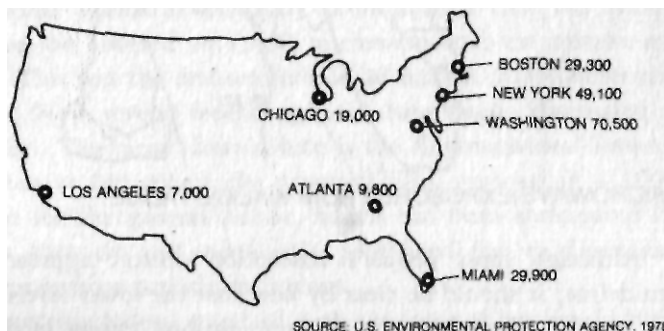 BOSTON 29,300
NEW YORK 49,100
CHICAGO 19,000
WASHINGTON 70,500
LOS ANGELES 7,000
ATLANTA 9,800
MIAMI 29,900
SOURCE: U.S. ENVIRONMENTAL PROTECTION AGENCY,